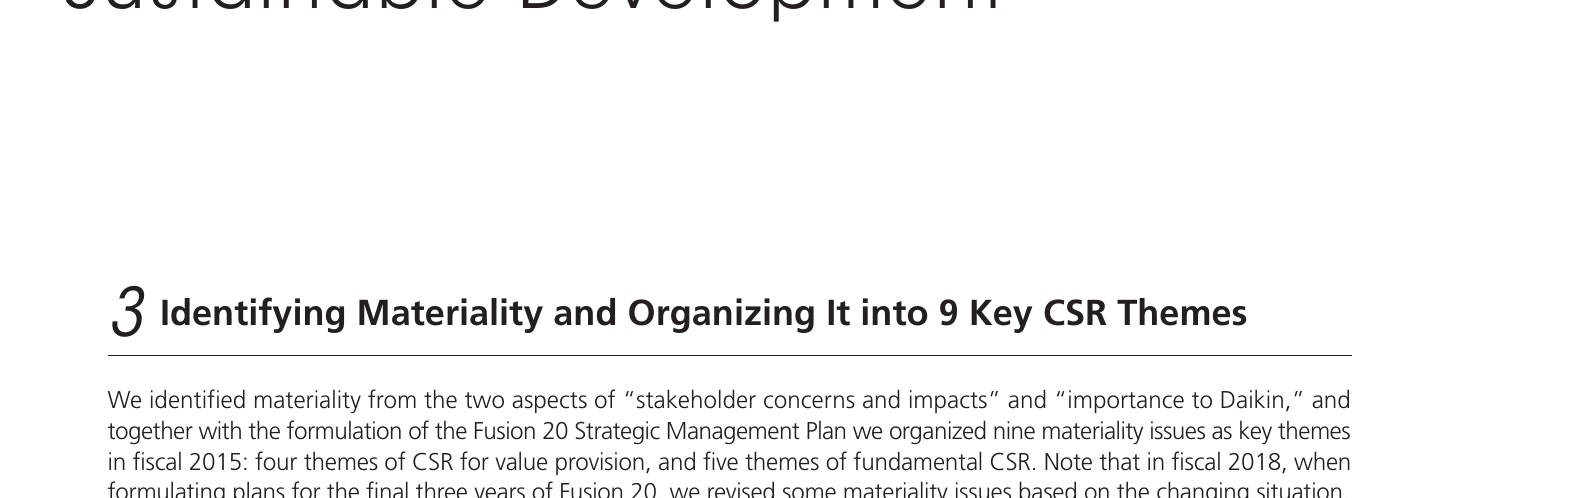 Sustainable Development
3 Identifying Materiality and Organizing It into 9 Key CSR Themes
We identified materiality from the two aspects of “stakeholder concerns and impacts” and “importance to Daikin,” and
together with the formulation of the Fusion 20 Strategic Management Plan we organized nine materiality issues as key themes
in fiscal 2015: four themes of CSR for value provision, and five themes of fundamental CSR. Note that in fiscal 2018, when
formulating plans for the final three years of Fusion 20, we revised some materiality issues based on the changing situation.